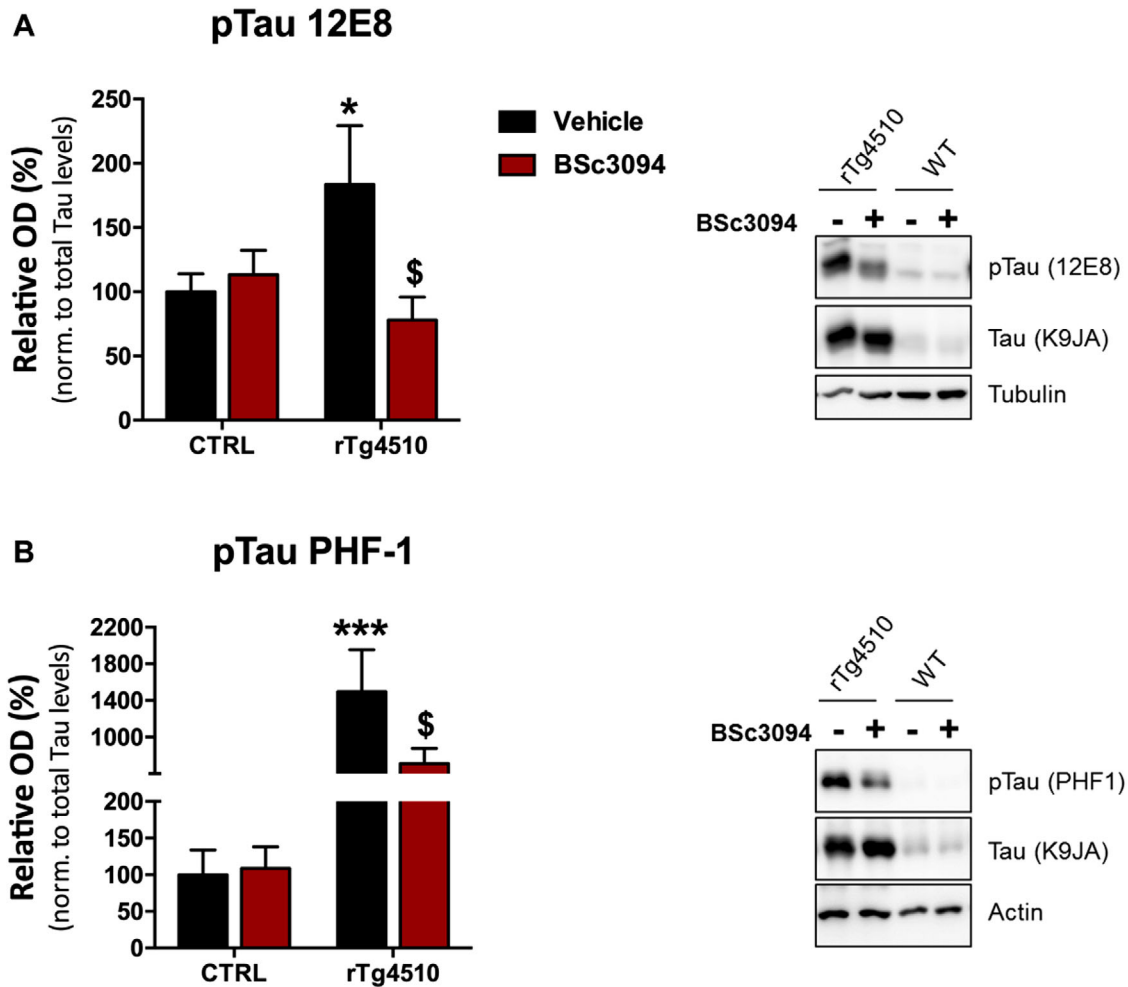 A
pTau 12E8
Relative OD (%)
(norm. to total Tau levels)
250
200
150
100
50
0
*
$
CTRL
rTg4510
Vehicle
BSc3094
rTg4510
WT
BSc3094
- + - +
pTau (12E8)
Tau (K9JA)
Tubulin
B
pTau PHF-1
Relative OD (%)
(norm. to total Tau levels)
2200
1800
1400
1000
200
150
100
50
0
***
$
CTRL
rTg4510
rTg4510
WT
BSc3094
- + - +
pTau (PHF1)
Tau (K9JA)
Actin